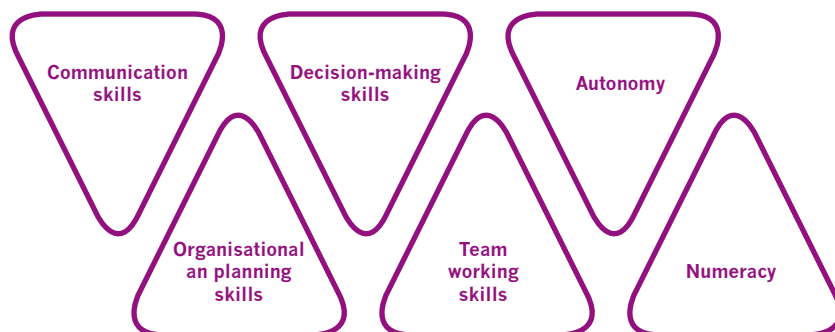 Communication
skills
Decision-making
skills
Autonomy
Organisational
an planning
skills
Team
working
skills
Numeracy